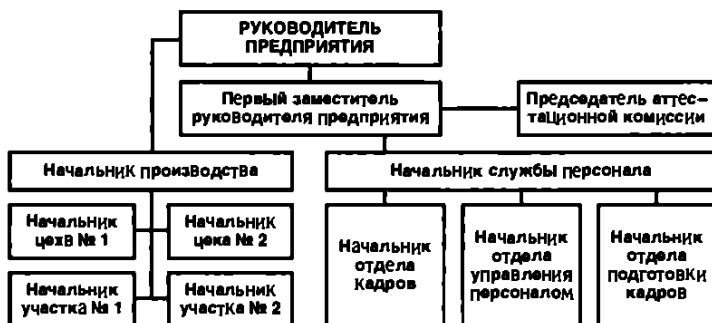 РУКОВОДИТЕЛЬ
ПРЕДПРИЯТИЯ
Первый заместитель
руководителя предприятия
Председатель аттес-
тационной комиссии
Начальник производства
Начальник службы персонала
Начальник
цехв № 1
Начальник
цека № 2
Начальник
участка № 1
Начальник
участка № 2
Начальник
отдела
кадров
Начальник
отдела
управления
персоналом
Начальник
отдела
подготовки
кадров